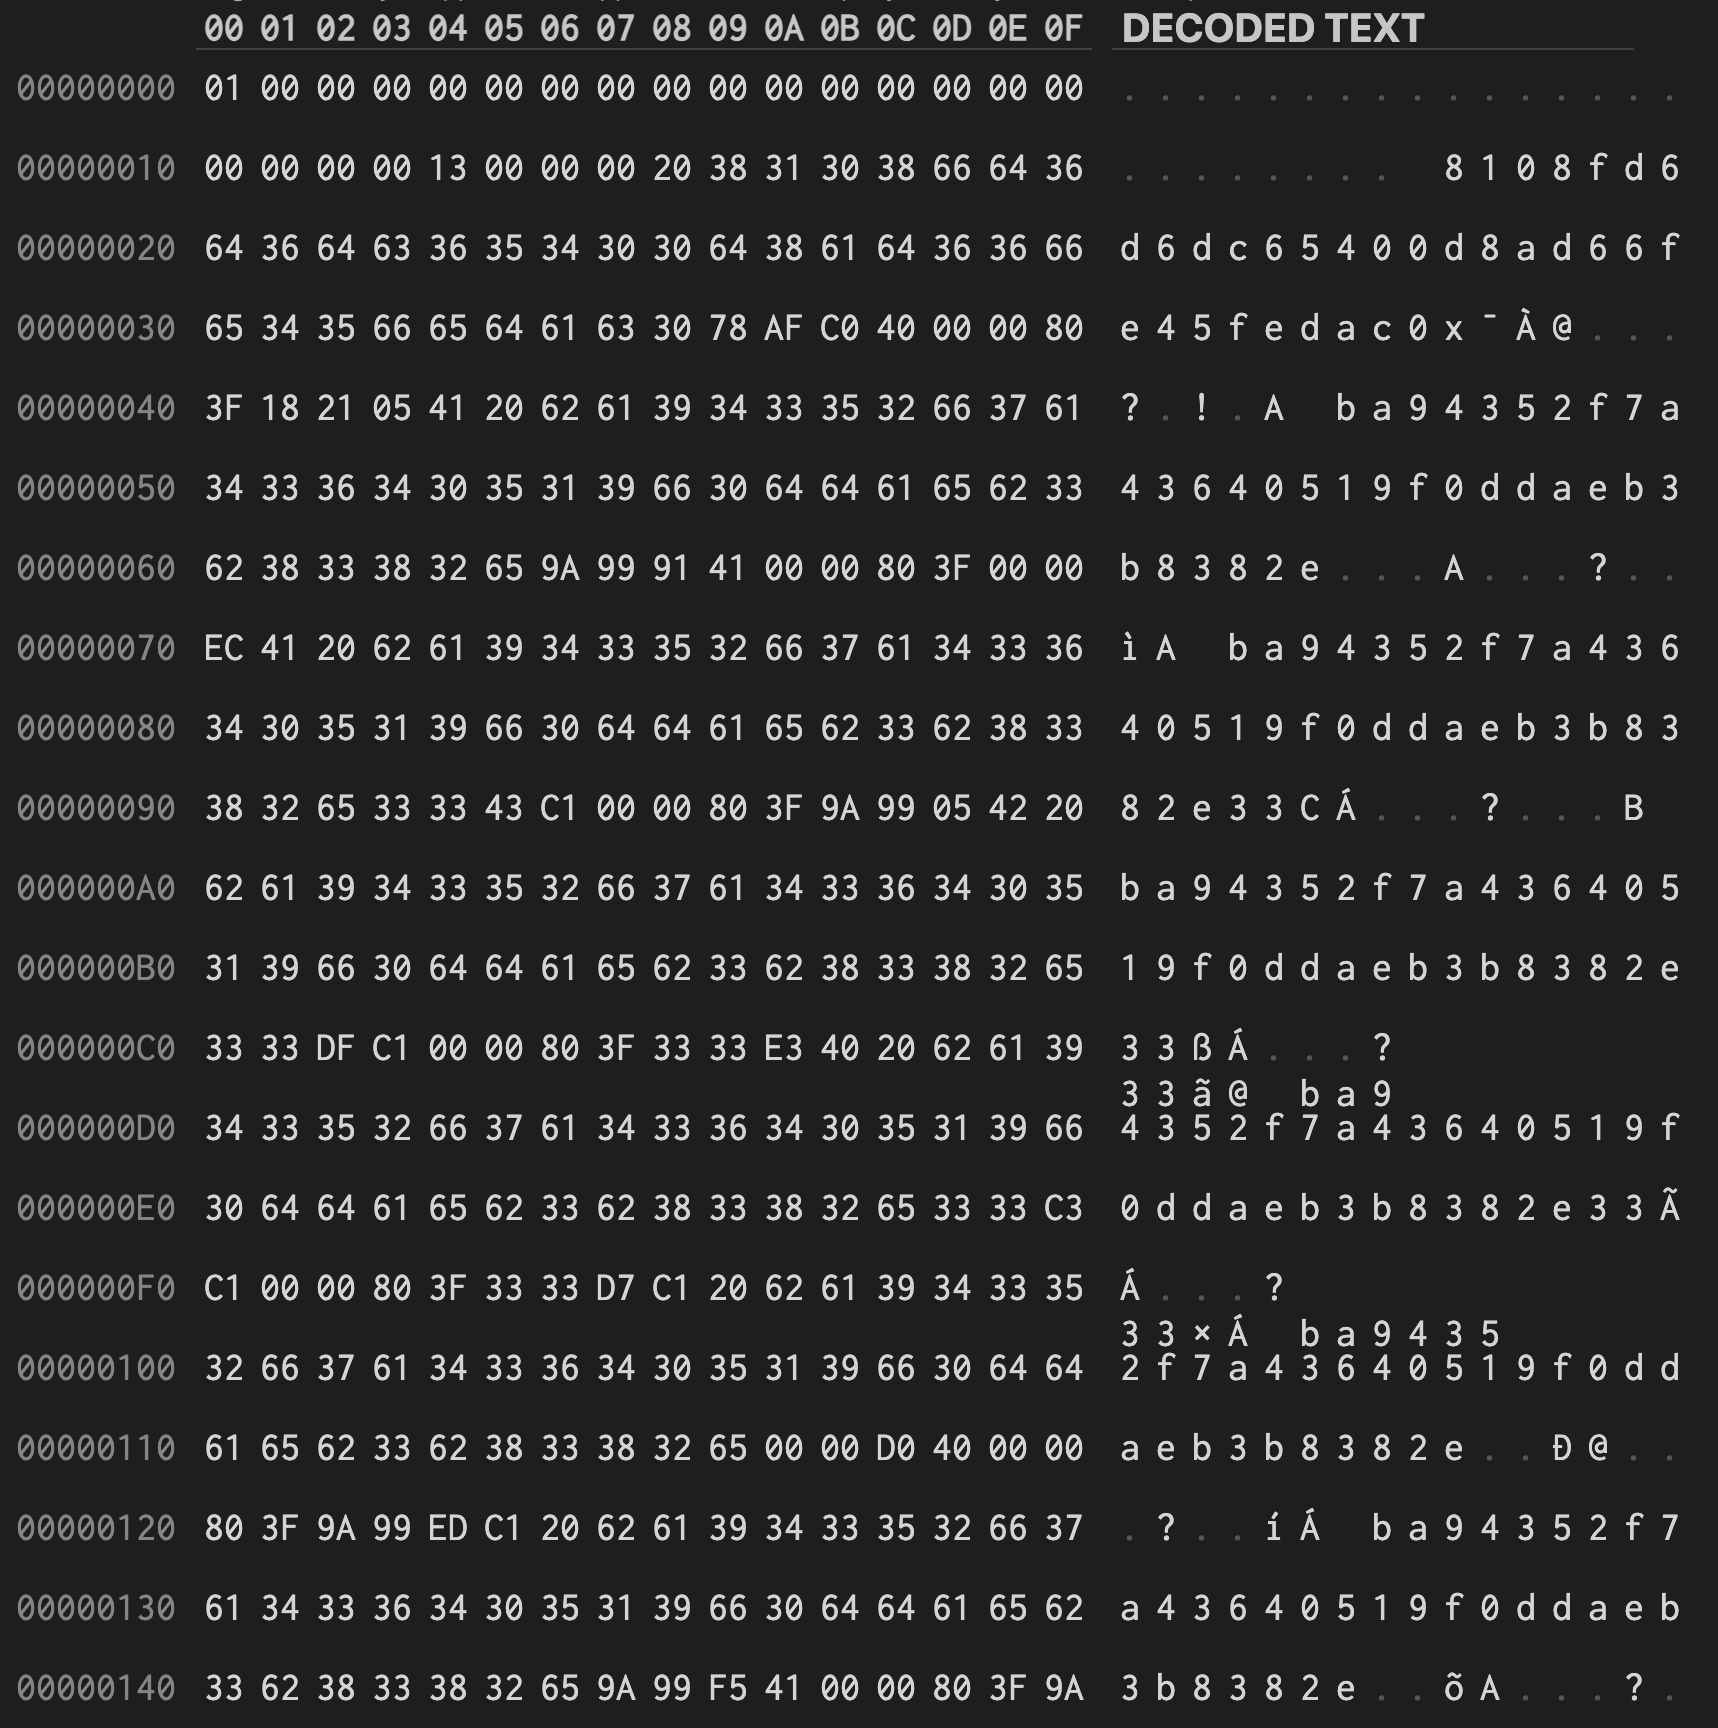 00 01 02 03 04 05 06 07 08 09 0A 0B 0C 0D 0E 0F DECODED TEXT
00000000 01 00 00 00 00 00 00 00 00 00 00 00 00 00 00 00 . . . . . . . . . . . . . . . .
00000010 00 00 00 00 13 00 00 00 20 38 31 30 38 66 64 36 . . . . . . . .   8 1 0 8 f d 6
00000020 64 36 64 63 36 35 34 30 30 64 38 61 64 36 36 66 d 6 d c 6 5 4 0 0 d 8 a d 6 6 f
00000030 65 34 35 66 65 64 61 63 30 78 AF C0 40 00 00 80 e 4 5 f e d a c 0 x ¯ À @ . . .
00000040 3F 18 21 05 41 20 62 61 39 34 33 35 32 66 37 61 ? . ! . A   b a 9 4 3 5 2 f 7 a
00000050 34 33 36 34 30 35 31 39 66 30 64 64 61 65 62 33 4 3 6 4 0 5 1 9 f 0 d d a e b 3
00000060 62 38 33 38 32 65 9A 99 91 41 00 00 80 3F 00 00 b 8 3 8 2 e . . . A . . . ? . .
00000070 EC 41 20 62 61 39 34 33 35 32 66 37 61 34 33 36 ì A   b a 9 4 3 5 2 f 7 a 4 3 6
00000080 34 30 35 31 39 66 30 64 64 61 65 62 33 62 38 33 4 0 5 1 9 f 0 d d a e b 3 b 8 3
00000090 38 32 65 33 33 43 C1 00 00 80 3F 9A 99 05 42 20 8 2 e 3 3 C Á . . . ? . . . B
000000A0 62 61 39 34 33 35 32 66 37 61 34 33 36 34 30 35 b a 9 4 3 5 2 f 7 a 4 3 6 4 0 5
000000B0 31 39 66 30 64 64 61 65 62 33 62 38 33 38 32 65 1 9 f 0 d d a e b 3 b 8 3 8 2 e
000000C0 33 33 DF C1 00 00 80 3F 33 33 E3 40 20 62 61 39 3 3 ß Á . . . ?
3 3 ã @   b a 9
000000D0 34 33 35 32 66 37 61 34 33 36 34 30 35 31 39 66 4 3 5 2 f 7 a 4 3 6 4 0 5 1 9 f
000000E0 30 64 64 61 65 62 33 62 38 33 38 32 65 33 33 C3 0 d d a e b 3 b 8 3 8 2 e 3 3 Ã
000000F0 C1 00 00 80 3F 33 33 D7 C1 20 62 61 39 34 33 35 Á . . . ?
3 3 × Á   b a 9 4 3 5
00000100 32 66 37 61 34 33 36 34 30 35 31 39 66 30 64 64 2 f 7 a 4 3 6 4 0 5 1 9 f 0 d d
00000110 61 65 62 33 62 38 33 38 32 65 00 00 D0 40 00 00 a e b 3 b 8 3 8 2 e . . Ð @ . .
00000120 80 3F 9A 99 ED C1 20 62 61 39 34 33 35 32 66 37 . ? . . í Á   b a 9 4 3 5 2 f 7
00000130 61 34 33 36 34 30 35 31 39 66 30 64 64 61 65 62 a 4 3 6 4 0 5 1 9 f 0 d d a e b
00000140 33 62 38 33 38 32 65 9A 99 F5 41 00 00 80 3F 9A 3 b 8 3 8 2 e . . õ A . . . ? .